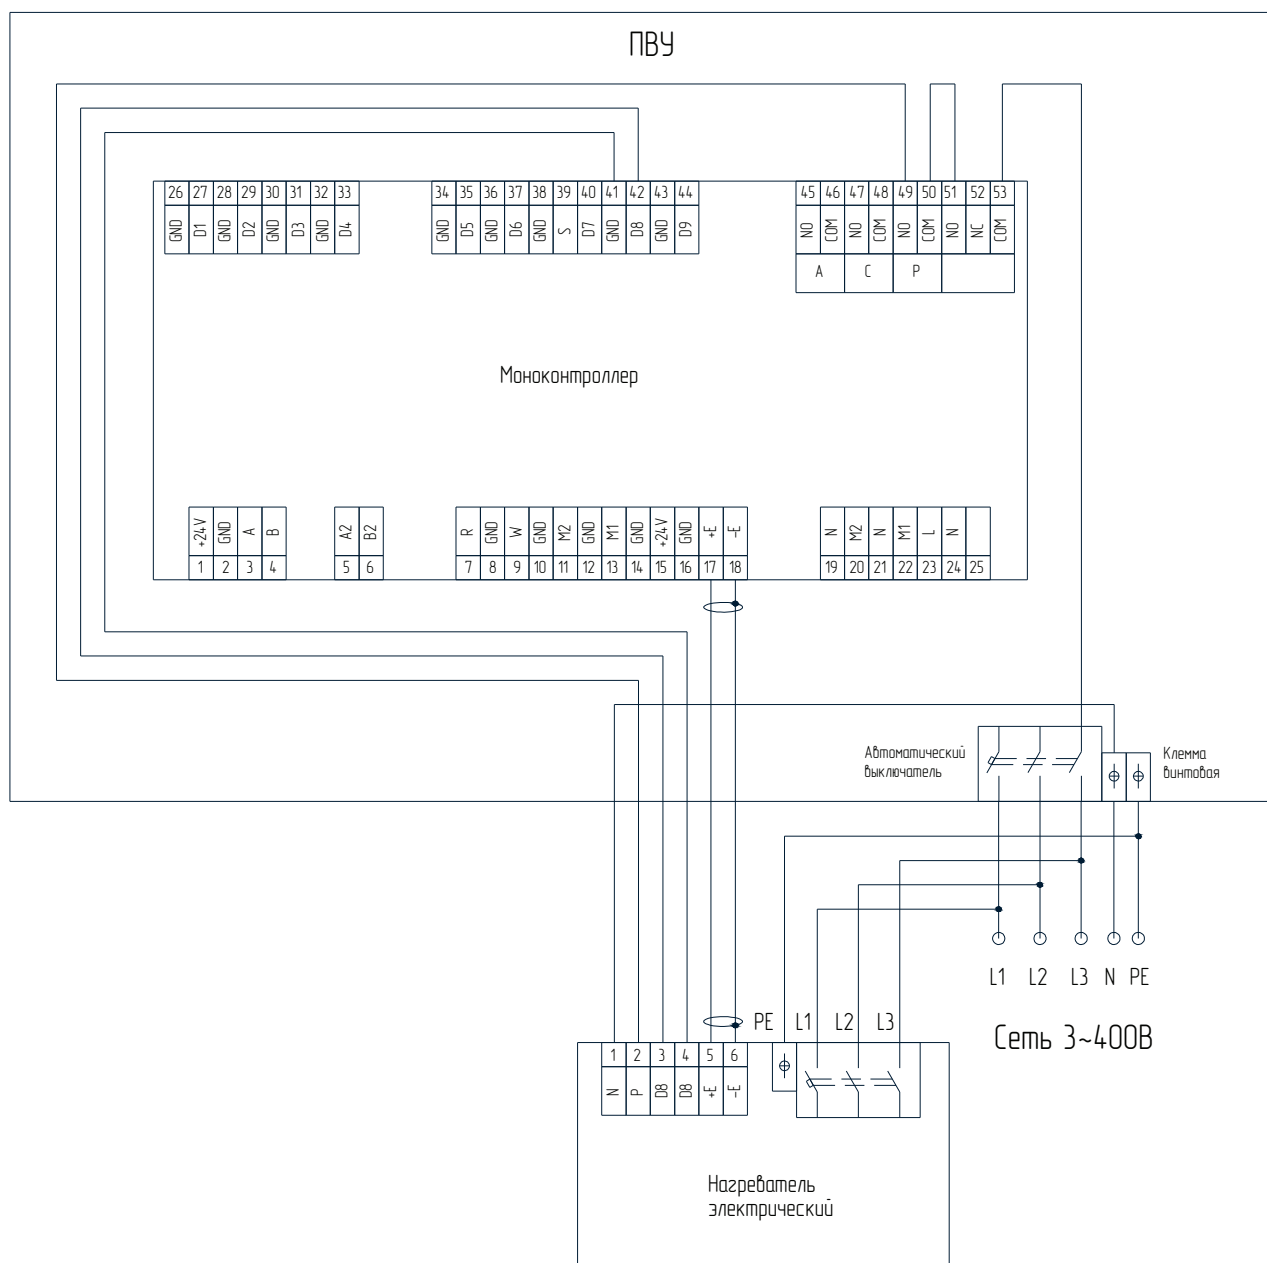 ПВУ
26 27 28 29 30 31 32 33 34 35 36 37 38 39 40 41 42 43 44 45 46 47 48 49 50 51 52 53
GND D1 GND D2 GND D3 GND D4 GND D5 GND D6 GND S D7 GND D8 GND D9 NO COM NO COM NO COM NO NC COM
A C P
Моноконтроллер
+24V GND A B A2 B2 R GND W GND M2 GND M1 GND +24V GND +E -E N M2 N M1 L N
1 2 3 4 5 6 7 8 9 10 11 12 13 14 15 16 17 18 19 20 21 22 23 24 25
Автоматический
выключатель
Клемма
винтовая
L1 L2 L3 N PE
Сеть 3~400В
PE L1 L2 L3
1 2 3 4 5 6
N P D8 D8 +E -E
Нагреватель
электрический